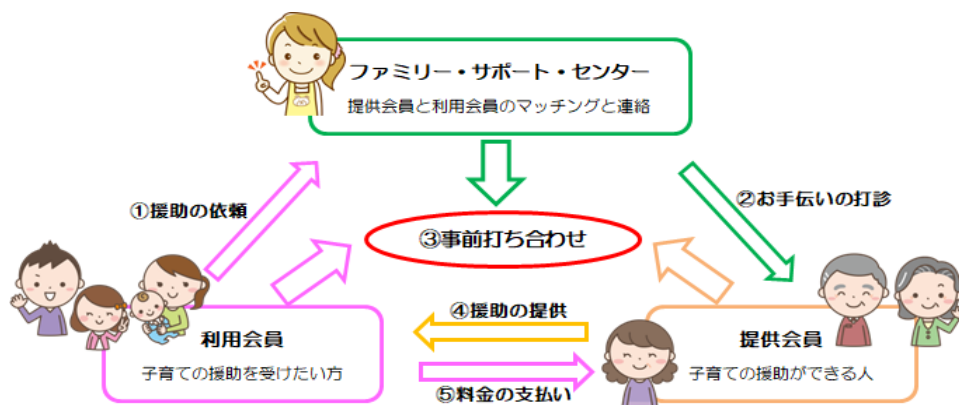 ファミリー・サポート・センター
提供会員と利用会員のマッチングと連絡
①援助の依頼
②お手伝いの打診
③事前打ち合わせ
④援助の提供
利用会員
提供会員
子育ての援助を受けたい方
子育ての援助ができる人
⑤料金の支払い